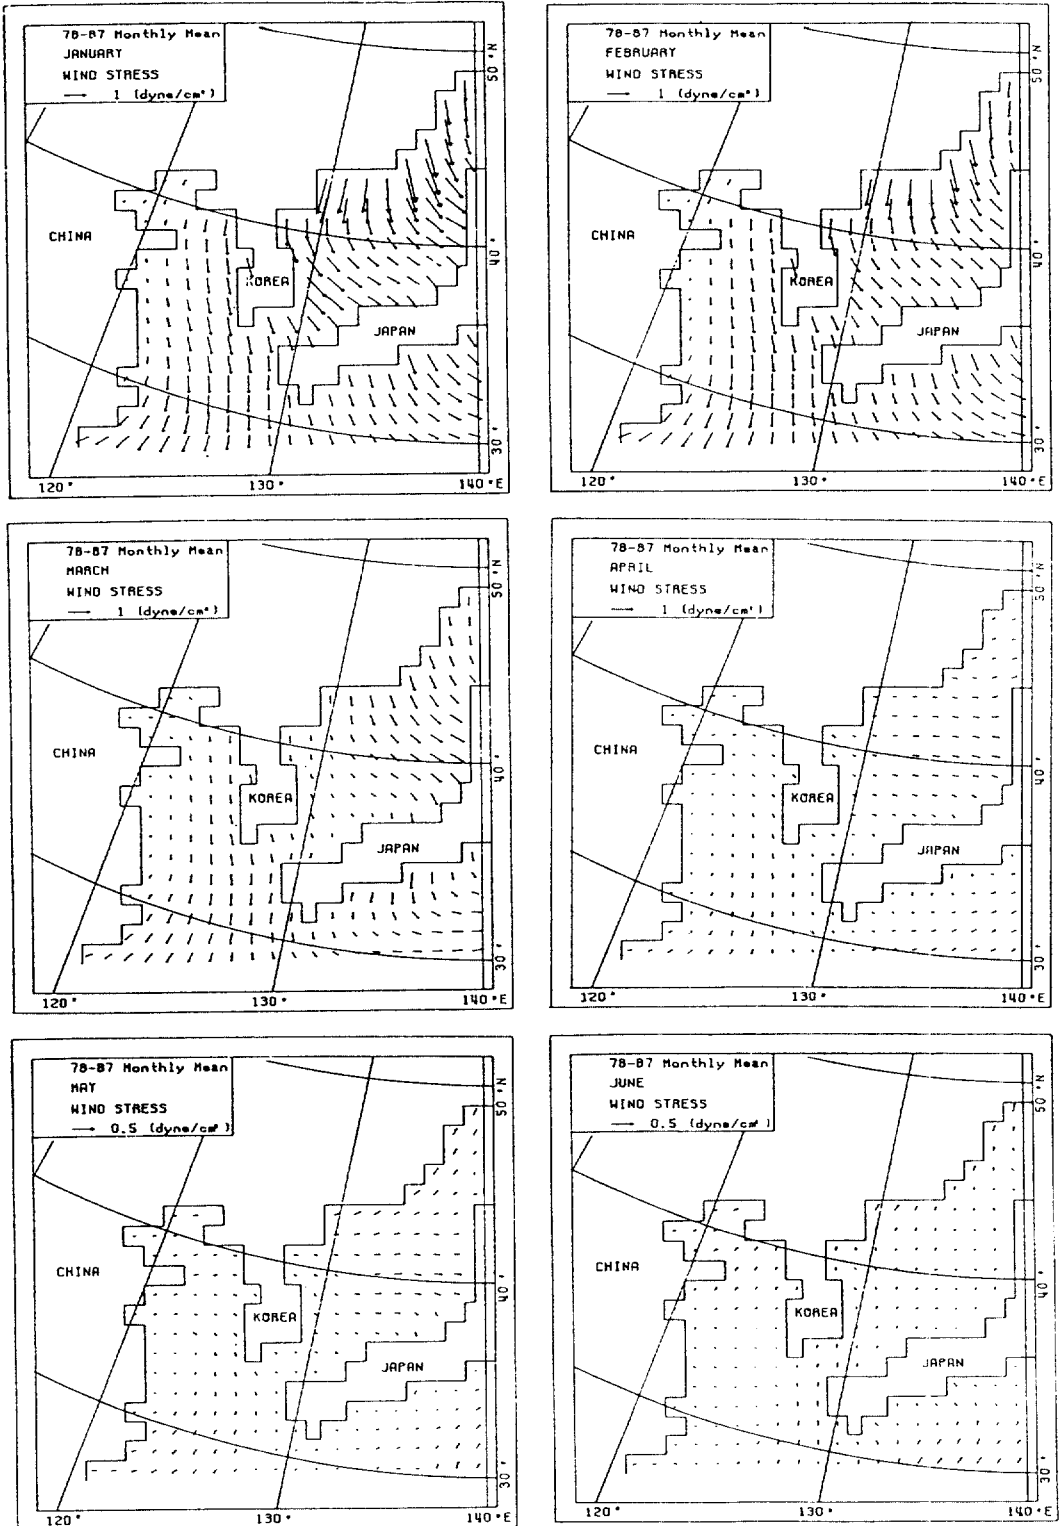 78-87 Monthly Mean
JANUARY
WIND STRESS
1 (dyne/cm²)
50°N
CHINA
KOREA
40°
JAPAN
30°
120° 130° 140°E
78-87 Monthly Mean
FEBRUARY
WIND STRESS
1 (dyne/cm²)
50°N
CHINA
KOREA
40°
JAPAN
30°
120° 130° 140°E
78-87 Monthly Mean
MARCH
WIND STRESS
1 (dyne/cm²)
50°N
CHINA
KOREA
40°
JAPAN
30°
120° 130° 140°E
78-87 Monthly Mean
APRIL
WIND STRESS
1 (dyne/cm²)
50°N
CHINA
KOREA
40°
JAPAN
30°
120° 130° 140°E
78-87 Monthly Mean
MAY
WIND STRESS
0.5 (dyne/cm²)
50°N
CHINA
KOREA
40°
JAPAN
30°
120° 130° 140°E
78-87 Monthly Mean
JUNE
WIND STRESS
0.5 (dyne/cm²)
50°N
CHINA
KOREA
40°
JAPAN
30°
120° 130° 140°E